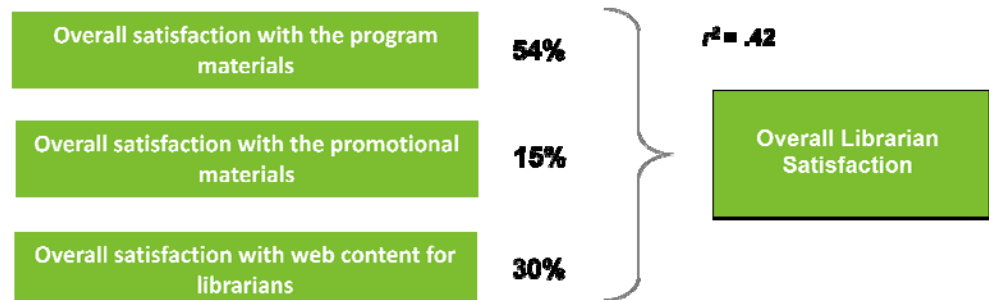 Overall satisfaction with the program
materials
54%
r² = .42
Overall satisfaction with the promotional
materials
15%
Overall Librarian
Satisfaction
Overall satisfaction with web content for
librarians
30%